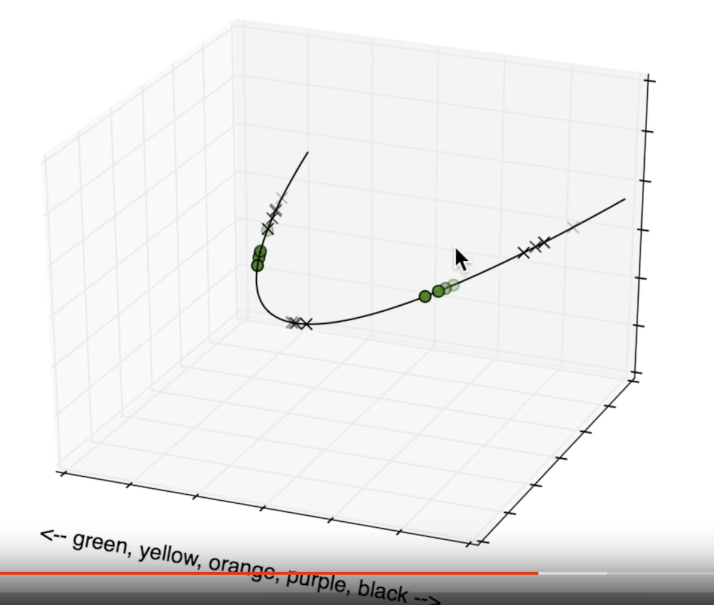 <-- green, yellow, orange, purple, black -->